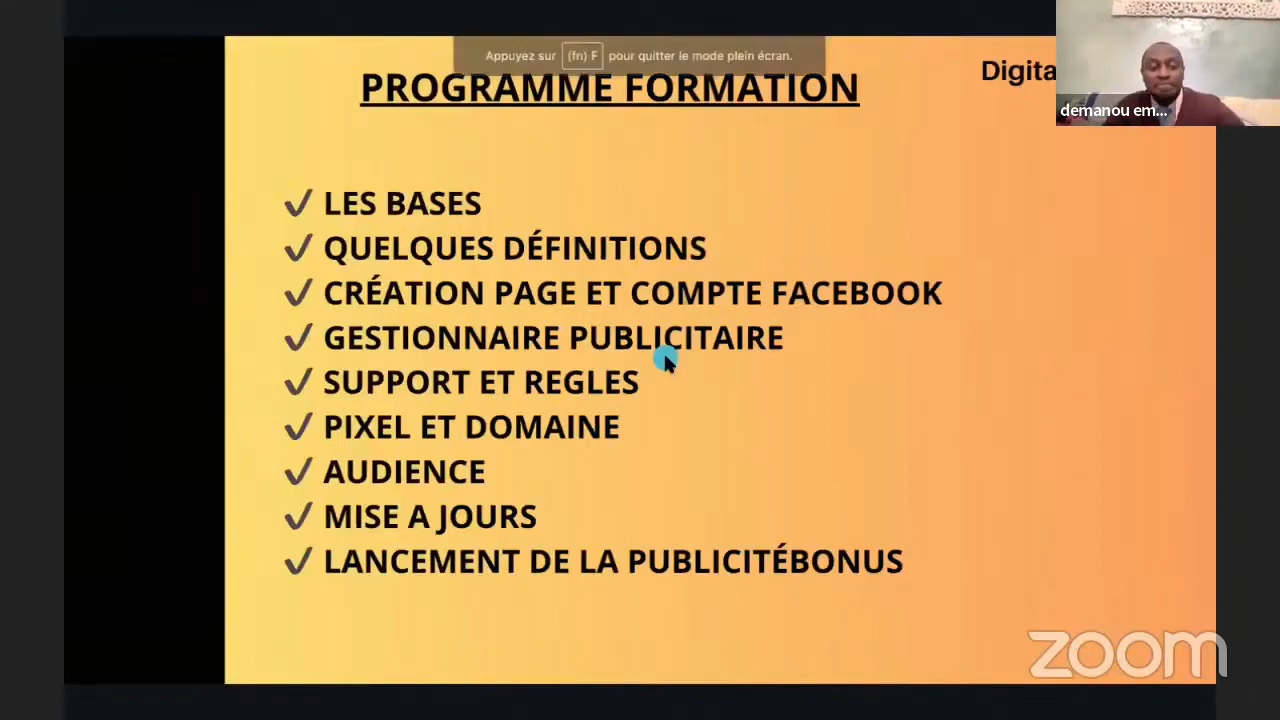 Appuyez sur (fn) F pour quitter le mode plein écran.
PROGRAMME FORMATION
Digita
demanou em...
✔ LES BASES
✔ QUELQUES DÉFINITIONS
✔ CRÉATION PAGE ET COMPTE FACEBOOK
✔ GESTIONNAIRE PUBLICITAIRE
✔ SUPPORT ET REGLES
✔ PIXEL ET DOMAINE
✔ AUDIENCE
✔ MISE A JOURS
✔ LANCEMENT DE LA PUBLICITÉBONUS
zoom